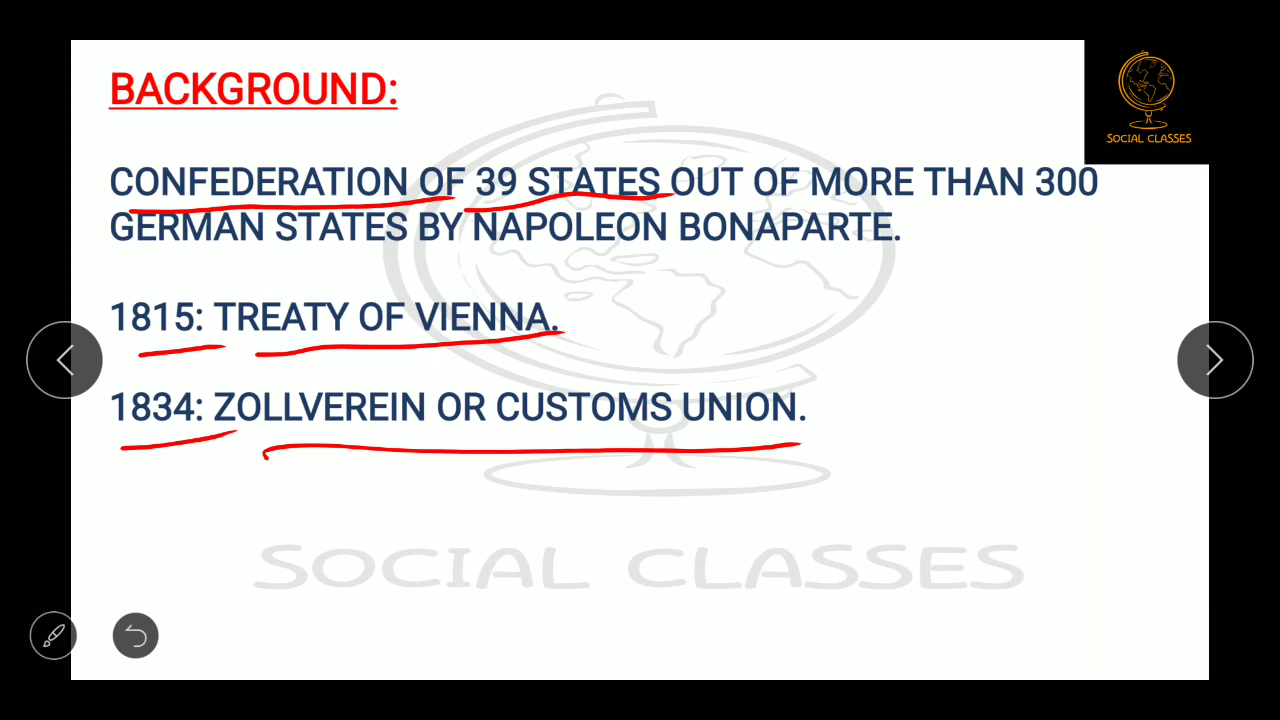 BACKGROUND:
SOCIAL CLASSES
CONFEDERATION OF 39 STATES OUT OF MORE THAN 300
GERMAN STATES BY NAPOLEON BONAPARTE.
1815: TREATY OF VIENNA.
1834: ZOLLVEREIN OR CUSTOMS UNION.
SOCIAL CLASSES